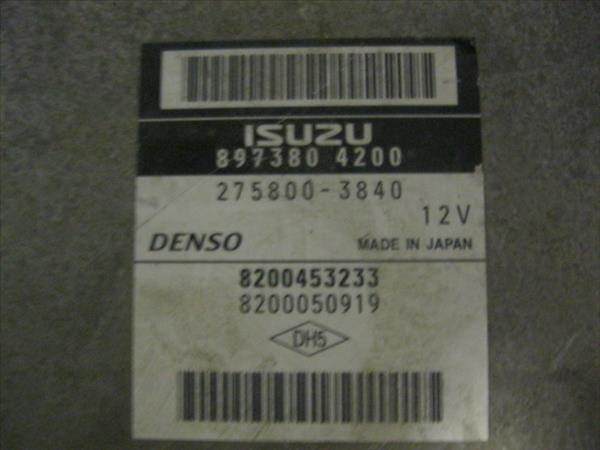 ISUZU
897380 4200
275800-3840
12V
DENSO MADE IN JAPAN
8200453233
8200050919
DH5